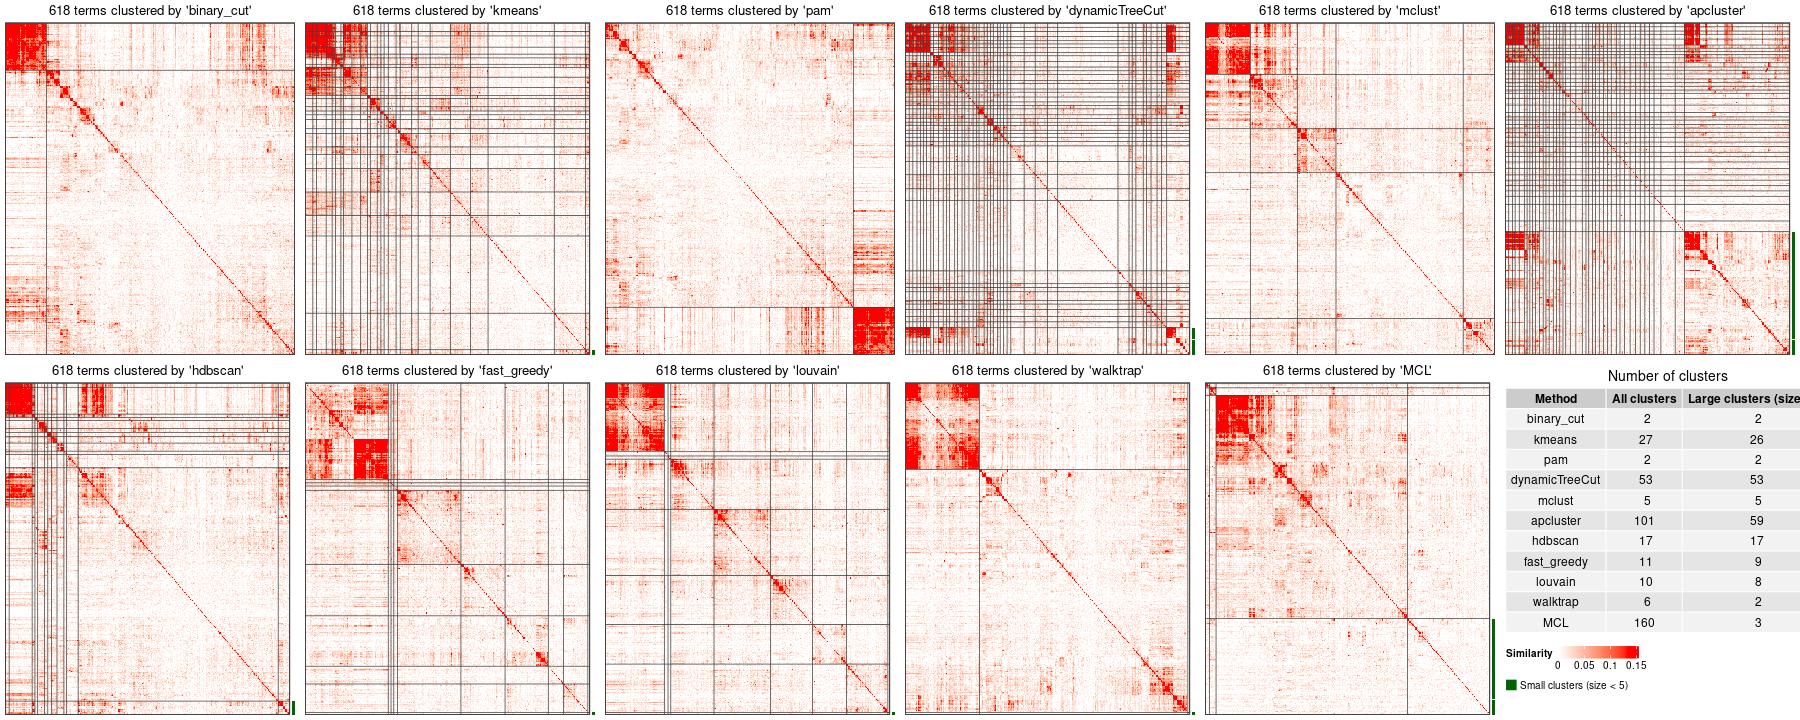 618 terms clustered by 'binary_cut'
618 terms clustered by 'kmeans'
618 terms clustered by 'pam'
618 terms clustered by 'dynamicTreeCut'
618 terms clustered by 'mclust'
618 terms clustered by 'apcluster'
618 terms clustered by 'hdbscan'
618 terms clustered by 'fast_greedy'
618 terms clustered by 'louvain'
618 terms clustered by 'walktrap'
618 terms clustered by 'MCL'
Number of clusters
Method All clusters Large clusters (size
binary_cut 2 2
kmeans 27 26
pam 2 2
dynamicTreeCut 53 53
mclust 5 5
apcluster 101 59
hdbscan 17 17
fast_greedy 11 9
louvain 10 8
walktrap 6 2
MCL 160 3
Similarity
0 0.05 0.1 0.15
Small clusters (size < 5)